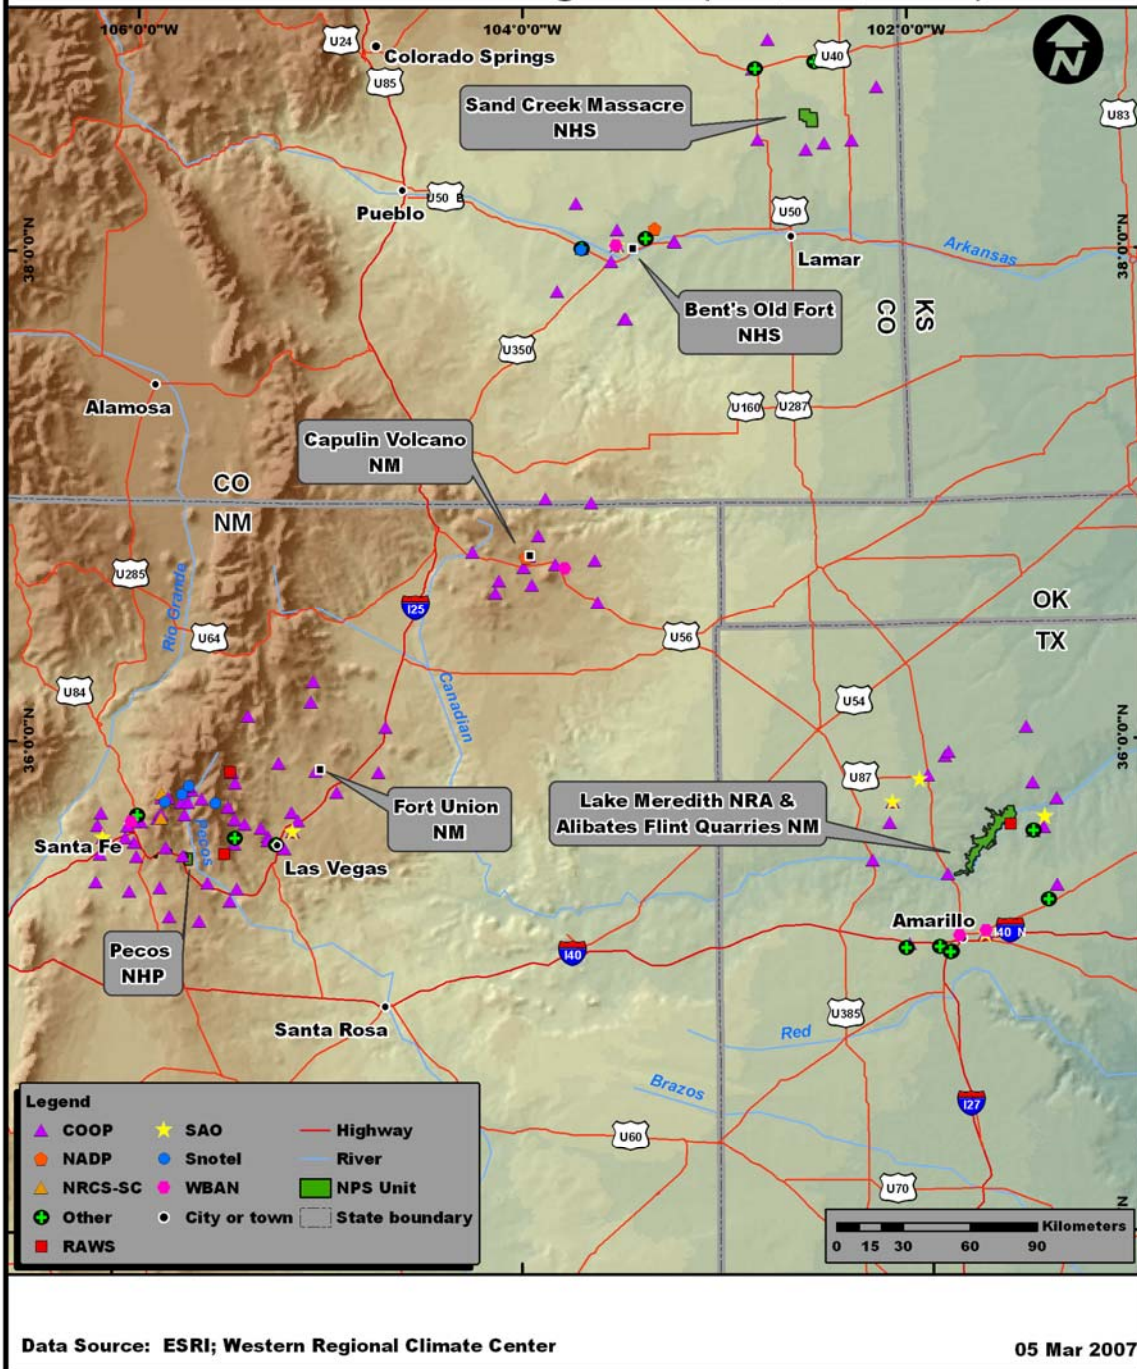 106°0'0"W
104°0'0"W
102°0'0"W
U24
Colorado Springs
U40
N
U85
Sand Creek Massacre
NHS
U83
U50 B
Pueblo
U50
38°0'0"N
38°0'0"N
Lamar
Arkansas
Bent's Old Fort
NHS
CO
KS
U350
Alamosa
U160
U287
Capulin Volcano
NM
CO
NM
U285
I25
OK
Rio Grande
U64
U56
TX
U84
Canadian
U54
36°0'0"N
36°0'0"N
U87
Fort Union
NM
Lake Meredith NRA &
Alibates Flint Quarries NM
Santa Fe
Pecos
Las Vegas
Amarillo
I40 N
Pecos
NHP
I40
Santa Rosa
U385
Red
Brazos
I27
Legend
COOP
SAO
Highway
NADP
Snotel
River
NRCS-SC
WBAN
NPS Unit
Other
City or town
State boundary
RAWS
U60
U70
N
Kilometers
0 15 30 60 90
Data Source: ESRI; Western Regional Climate Center
05 Mar 2007